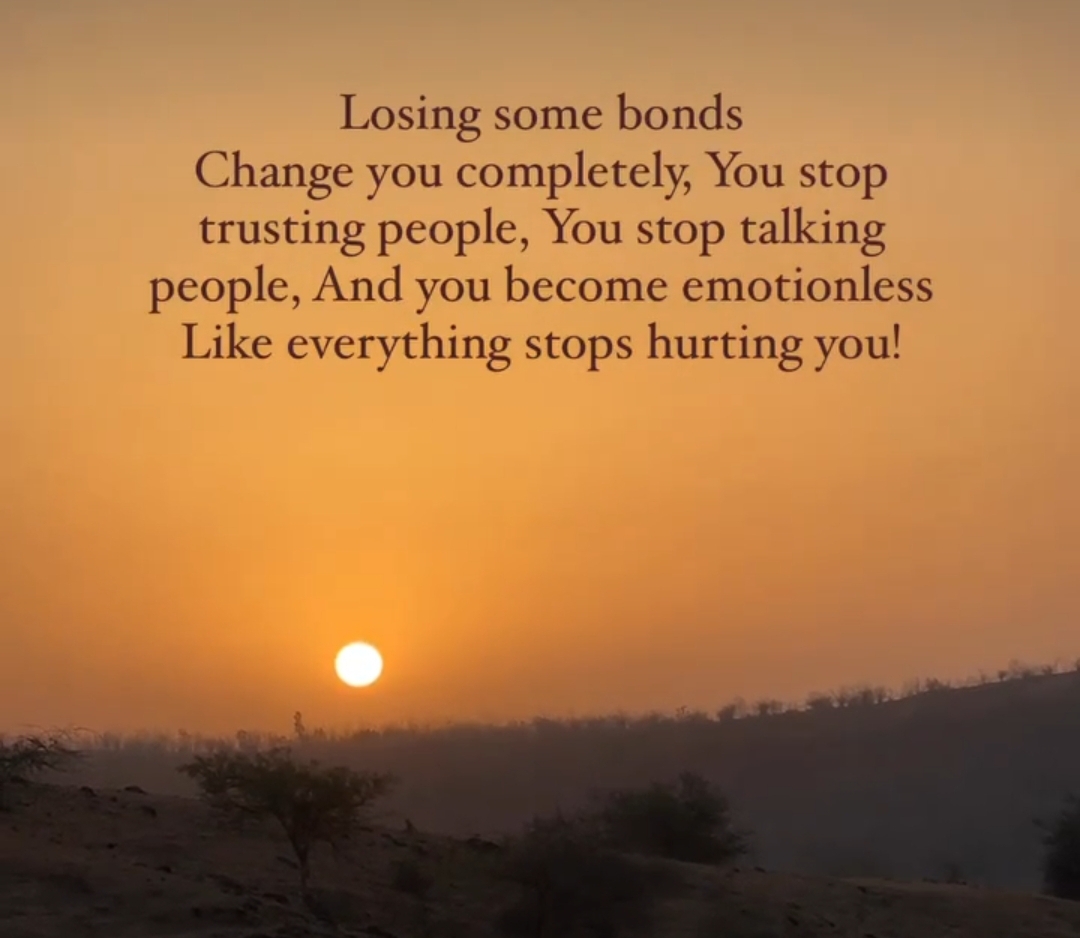 Losing some bonds
Change you completely, You stop
trusting people, You stop talking
people, And you become emotionless
Like everything stops hurting you!